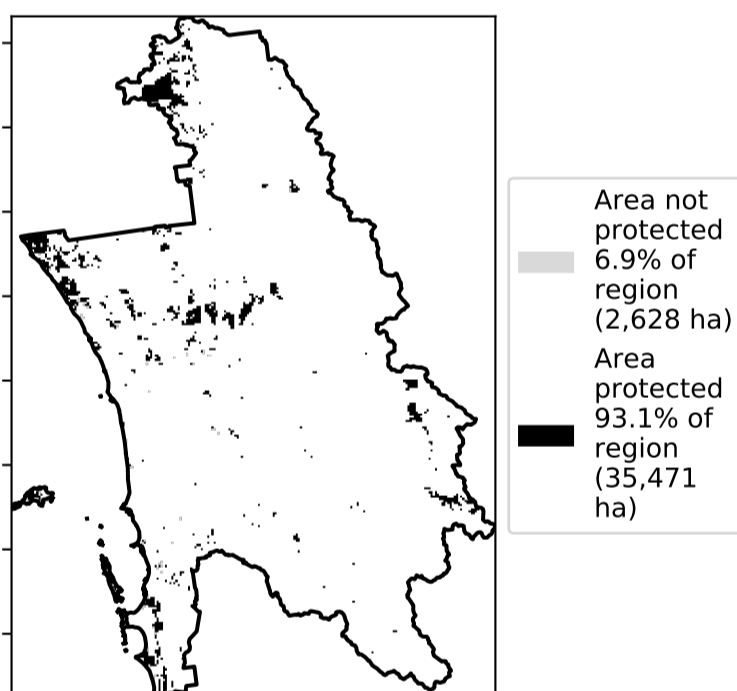 Area not
protected
6.9% of
region
(2,628 ha)
Area
protected
93.1% of
region
(35,471
ha)